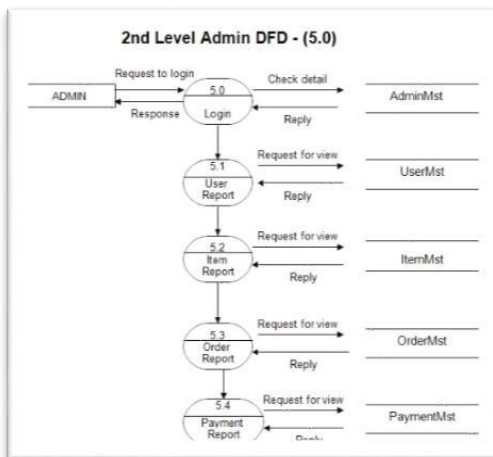 2nd Level Admin DFD - (5.0)
Request to login
5.0
Check detail
ADMIN
AdminMst
Response
Login
Reply
5.1
Request for view
User
Report
UserMst
Reply
5.2
Request for view
Item
Report
ItemMst
Reply
5.3
Request for view
Order
Report
OrderMst
Reply
5.4
Request for view
Payment
Report
PaymentMst
Reply